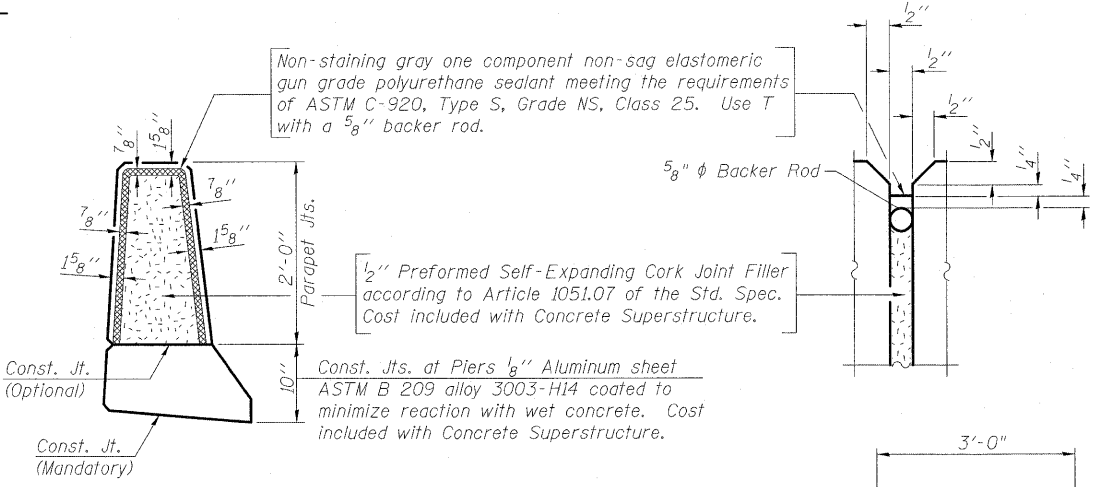 Non-staining gray one component non-sag elastomeric
gun grade polyurethane sealant meeting the requirements
of ASTM C-920, Type S, Grade NS, Class 25. Use T
with a 5/8" backer rod.
1/2"
1/2"
1/2"
1/2"
1/4"
1/4"
5/8" ϕ Backer Rod
7/8"
1 5/8"
7/8"
7/8"
1 5/8"
1 5/8"
2'-0"
Parapet Jts.
1/2" Preformed Self-Expanding Cork Joint Filler
according to Article 1051.07 of the Std. Spec.
Cost included with Concrete Superstructure.
Const. Jt.
(Optional)
10"
Const. Jts. at Piers 1/8" Aluminum sheet
ASTM B 209 alloy 3003-H14 coated to
minimize reaction with wet concrete. Cost
included with Concrete Superstructure.
Const. Jt.
(Mandatory)
3'-0"